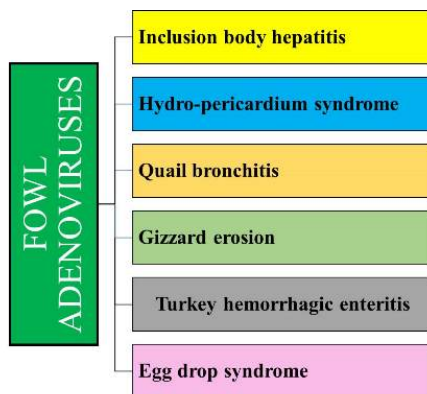 FOWL
ADENOVIRUSES
Inclusion body hepatitis
Hydro-pericardium syndrome
Quail bronchitis
Gizzard erosion
Turkey hemorrhagic enteritis
Egg drop syndrome